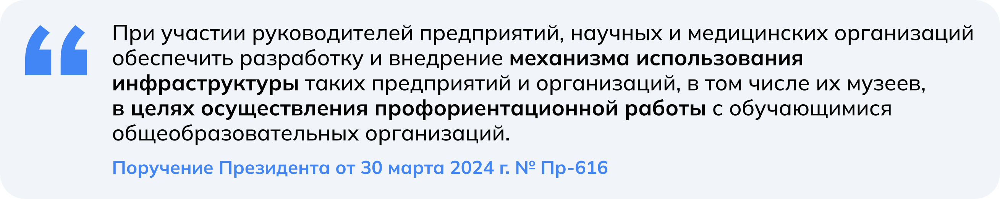 При участии руководителей предприятий, научных и медицинских организаций
обеспечить разработку и внедрение механизма использования
инфраструктуры таких предприятий и организаций, в том числе их музеев,
в целях осуществления профориентационной работы с обучающимися
общеобразовательных организаций.
Поручение Президента от 30 марта 2024 г. № Пр-616